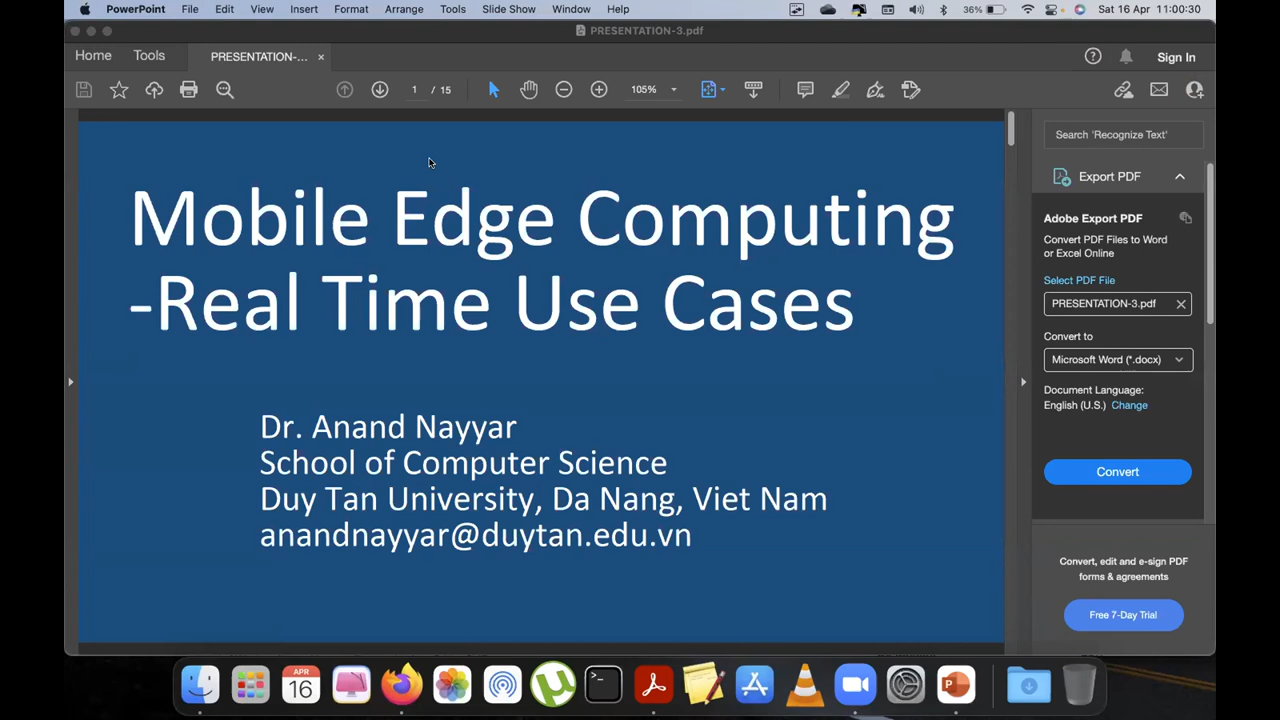 PowerPoint File Edit View Insert Format Arrange Tools Slide Show Window Help 36% Sat 16 Apr 11:00:30
PRESENTATION-3.pdf
Home Tools PRESENTATION-... × Sign In
1 / 15 105%
Search 'Recognize Text'
Export PDF
Adobe Export PDF
Convert PDF Files to Word
or Excel Online
Select PDF File
PRESENTATION-3.pdf
Convert to
Microsoft Word (*.docx)
Document Language:
English (U.S.) Change
Convert
Convert, edit and e-sign PDF
forms & agreements
Free 7-Day Trial
Mobile Edge Computing
-Real Time Use Cases
Dr. Anand Nayyar
School of Computer Science
Duy Tan University, Da Nang, Viet Nam
anandnayyar@duytan.edu.vn
APR
16